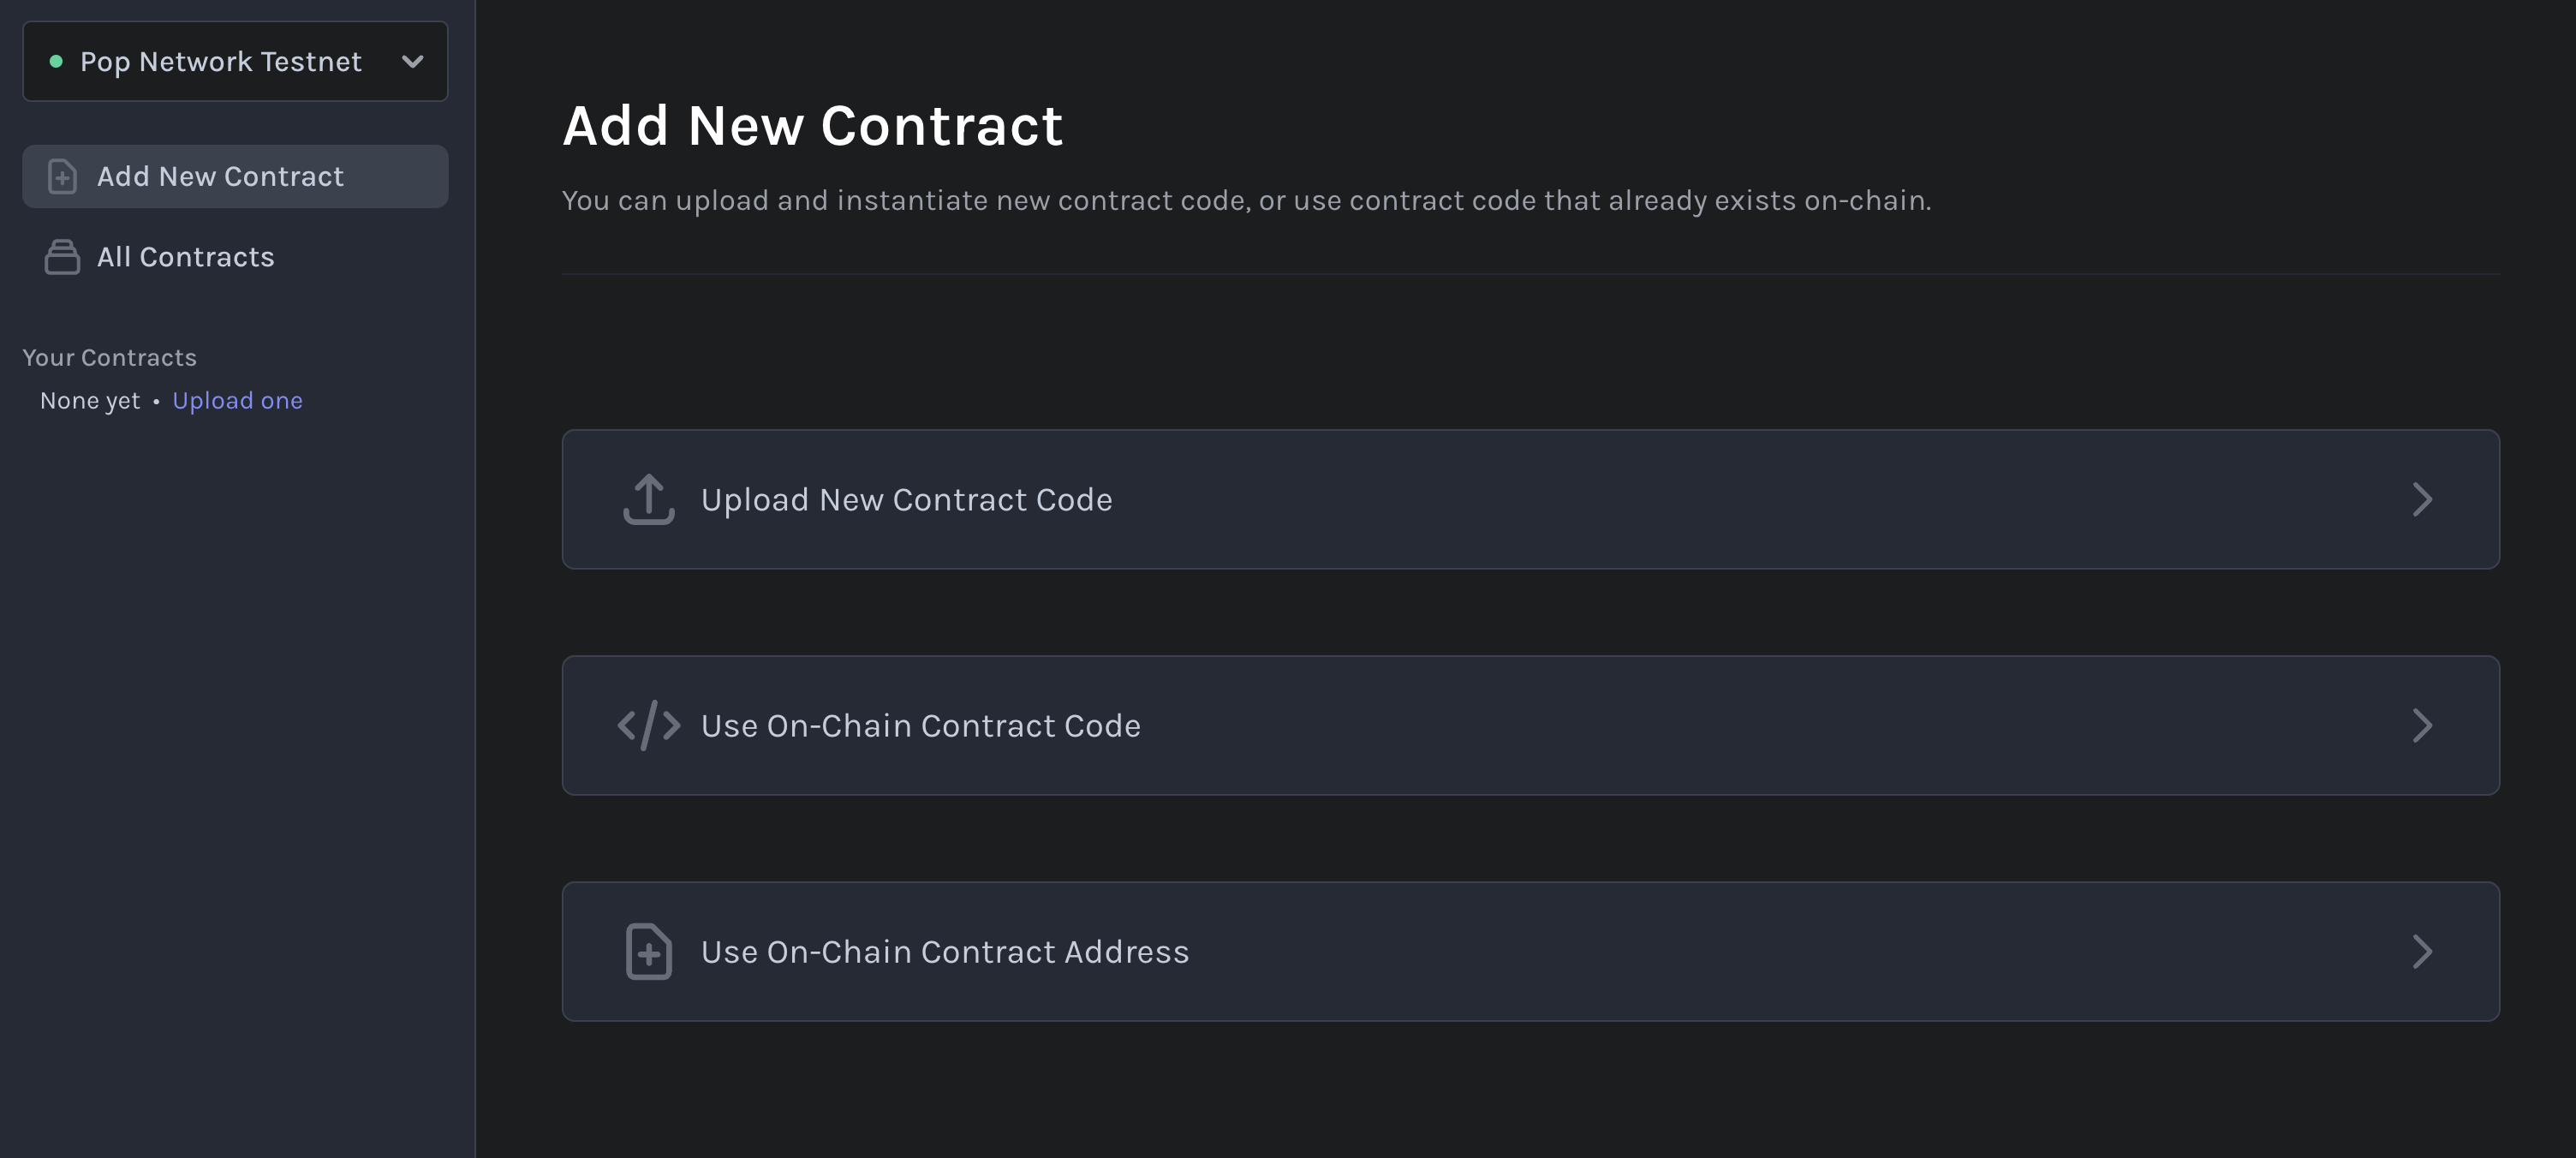 Pop Network Testnet
Add New Contract
All Contracts
Your Contracts
None yet • Upload one
Add New Contract
You can upload and instantiate new contract code, or use contract code that already exists on-chain.
Upload New Contract Code
Use On-Chain Contract Code
Use On-Chain Contract Address